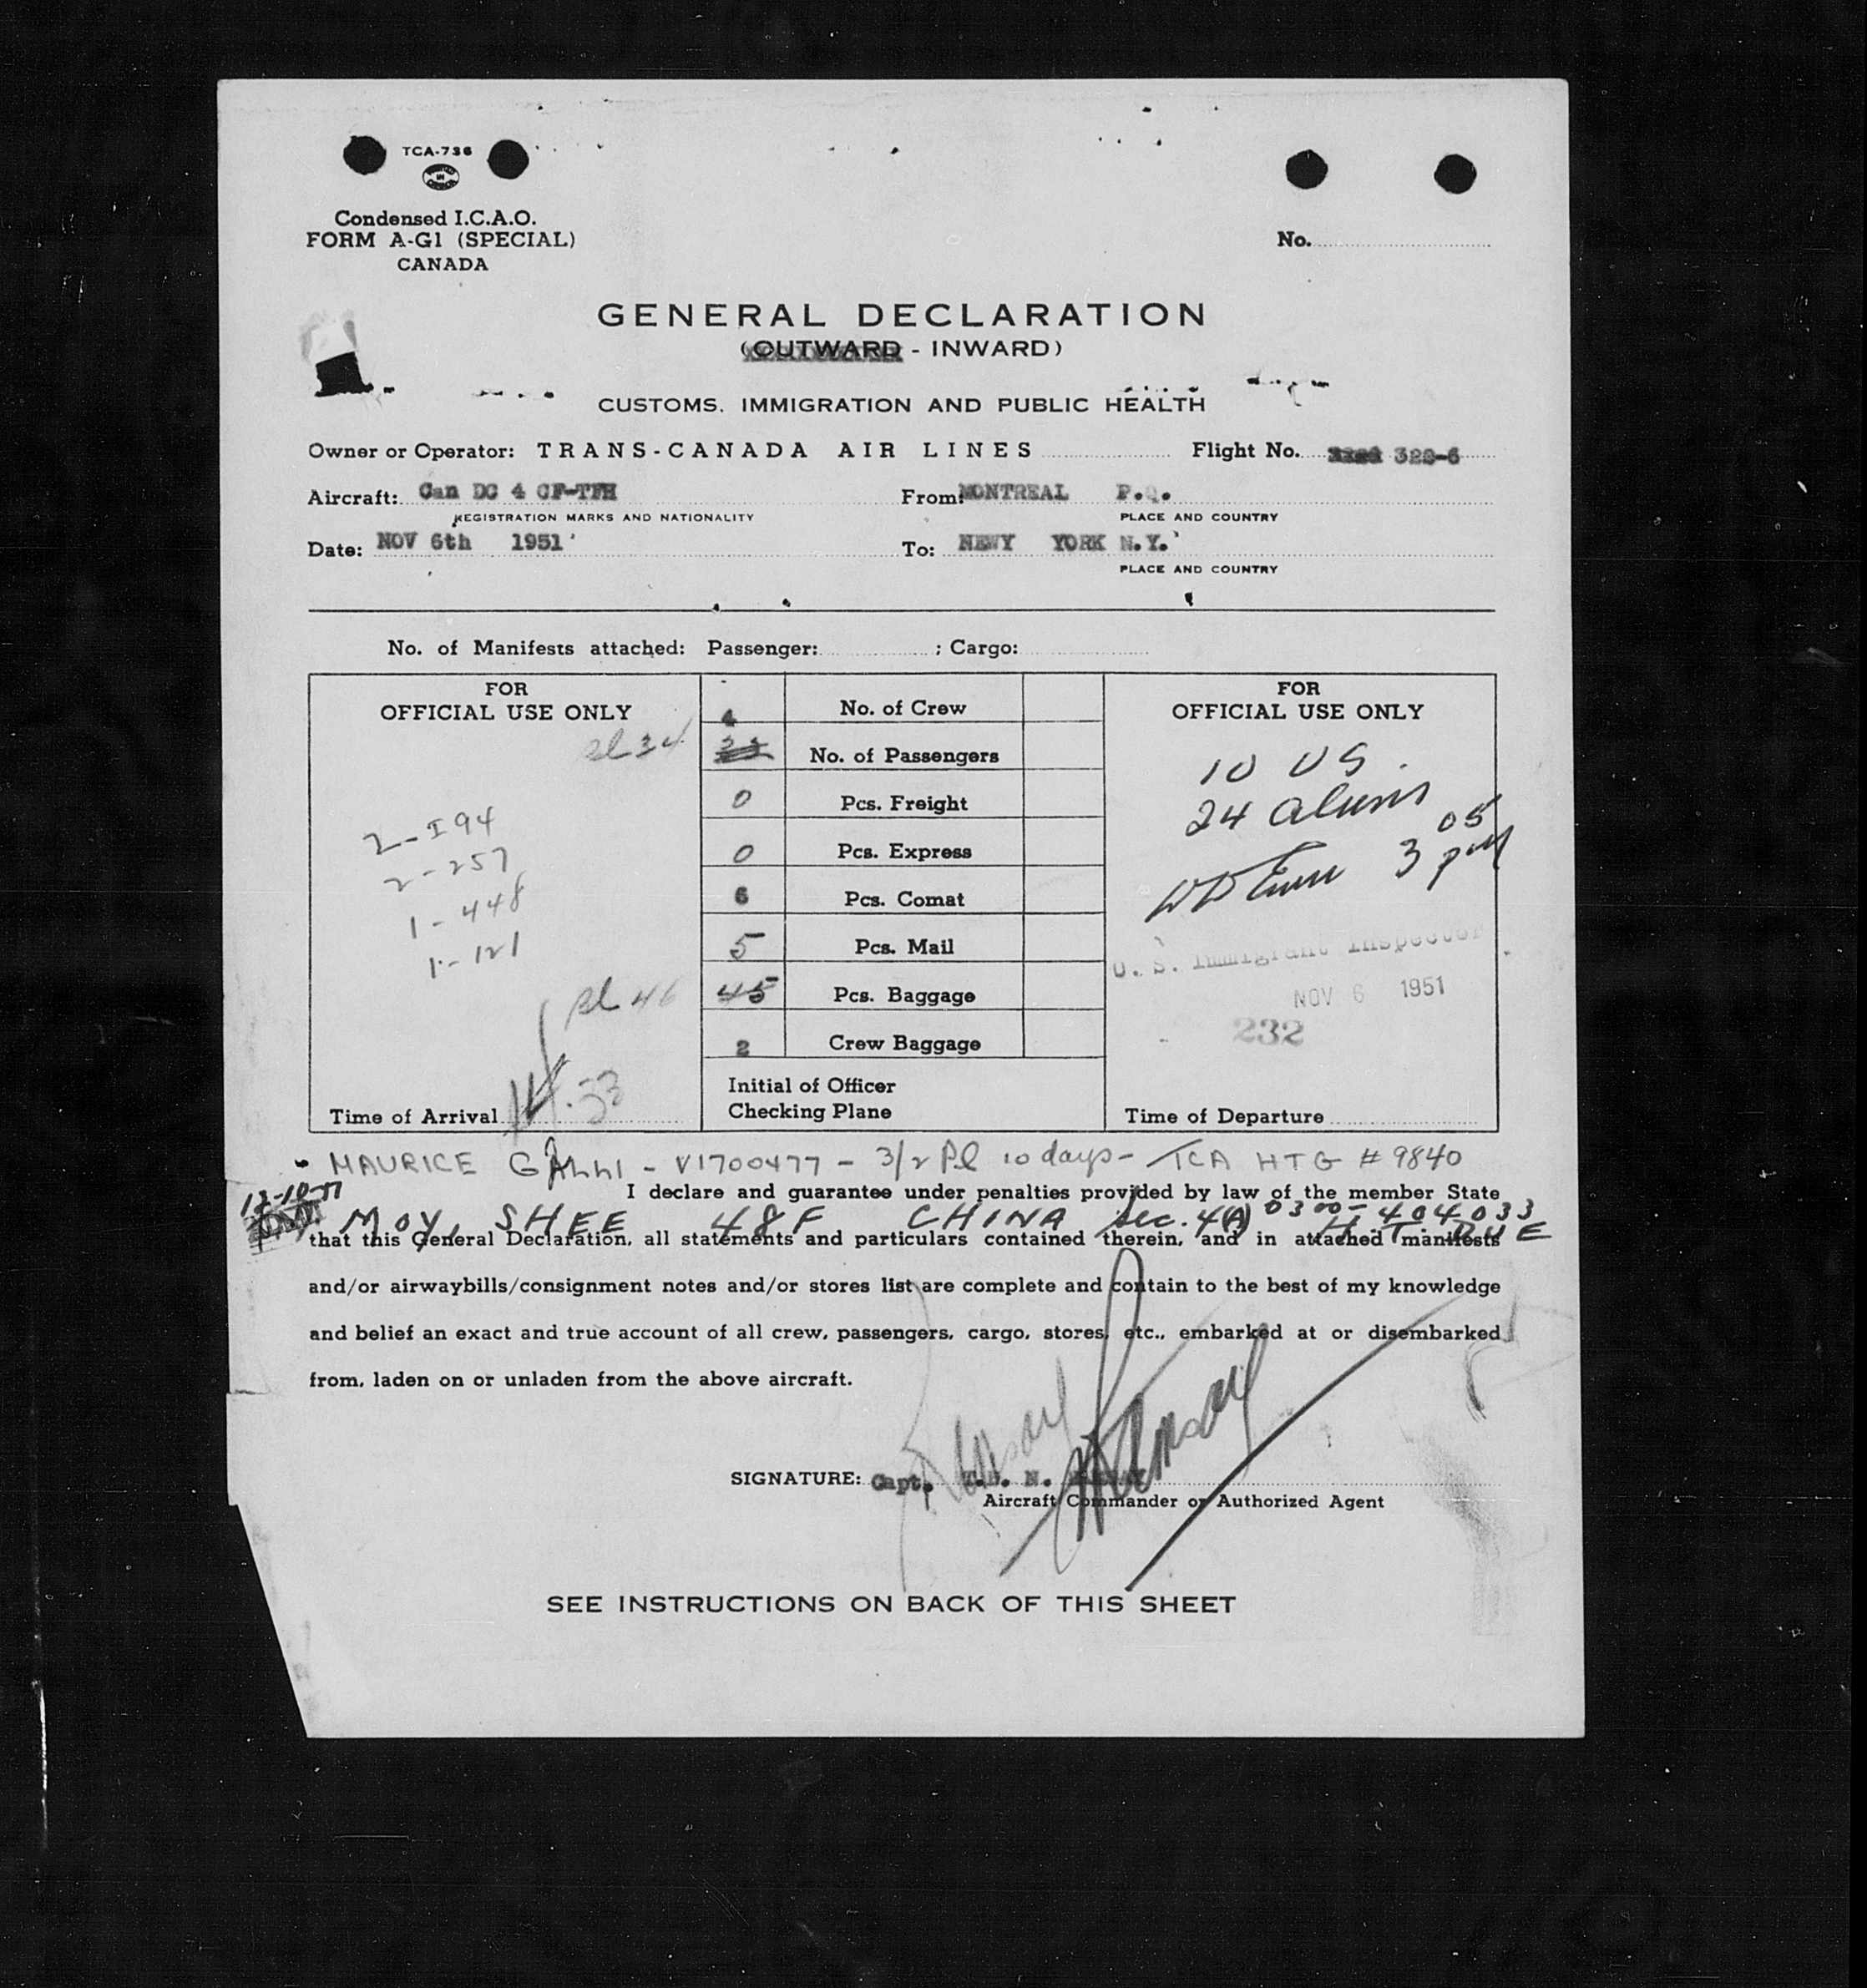 TCA-736
Condensed I.C.A.O.
FORM A-G1 (SPECIAL)
CANADA
No.
GENERAL DECLARATION
(OUTWARD - INWARD)
CUSTOMS, IMMIGRATION AND PUBLIC HEALTH
Owner or Operator: TRANS-CANADA AIR LINES Flight No. 328-6
Aircraft: Can DC 4 CF-TFH From: MONTREAL P.Q.
REGISTRATION MARKS AND NATIONALITY PLACE AND COUNTRY
Date: NOV 6th 1951 To: NEWY YORK N.Y.
PLACE AND COUNTRY
No. of Manifests attached: Passenger: ; Cargo:
FOR
OFFICIAL USE ONLY
34
2-I94
2-257
1-448
1-121
46
Time of Arrival
4 No. of Crew
No. of Passengers
0 Pcs. Freight
0 Pcs. Express
6 Pcs. Comat
5 Pcs. Mail
45 Pcs. Baggage
2 Crew Baggage
Initial of Officer
Checking Plane
FOR
OFFICIAL USE ONLY
10 US.
24 aliens
3 05 pm
U. S. Immigrant Inspector
NOV 6 1951
232
Time of Departure
MAURICE - V1700477 - 3/2 Pl 10 days - TCA HTG # 9840
I declare and guarantee under penalties provided by law of the member State
MOY, SHEE 48F CHINA Sec. 4(A) 0300-404033
that this General Declaration, all statements and particulars contained therein, and in attached manifests
and/or airwaybills/consignment notes and/or stores list are complete and contain to the best of my knowledge
and belief an exact and true account of all crew, passengers, cargo, stores, etc., embarked at or disembarked
from, laden on or unladen from the above aircraft.
SIGNATURE: Capt.
Aircraft Commander or Authorized Agent
SEE INSTRUCTIONS ON BACK OF THIS SHEET